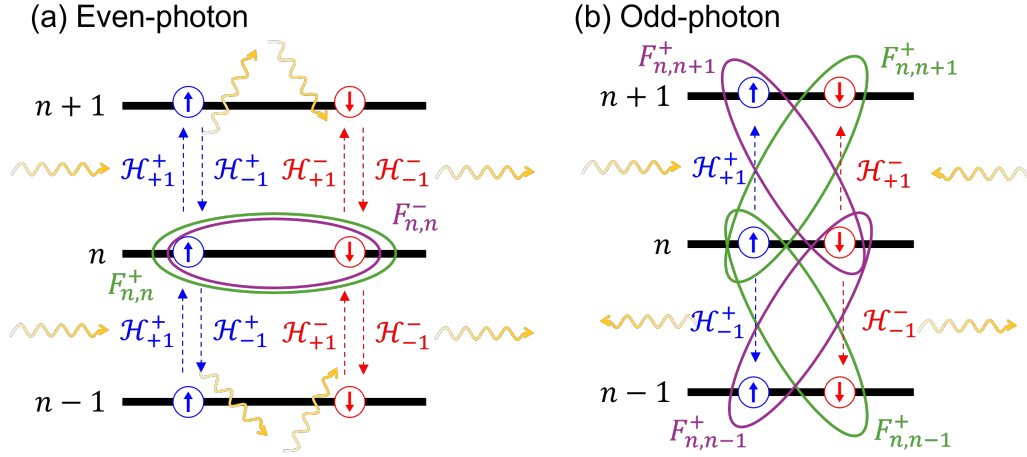 (a) Even-photon
n + 1
ℋ₊₁⁺ ℋ₋₁⁺ ℋ₊₁⁻ ℋ₋₁⁻
F⁻ₙ,ₙ
n
F⁺ₙ,ₙ
ℋ₊₁⁺ ℋ₋₁⁺ ℋ₊₁⁻ ℋ₋₁⁻
n − 1
(b) Odd-photon
F⁺ₙ,ₙ₊₁ F⁺ₙ,ₙ₊₁
n + 1
ℋ₊₁⁺ ℋ₊₁⁻
n
ℋ₋₁⁺ ℋ₋₁⁻
n − 1
F⁺ₙ,ₙ₋₁ F⁺ₙ,ₙ₋₁